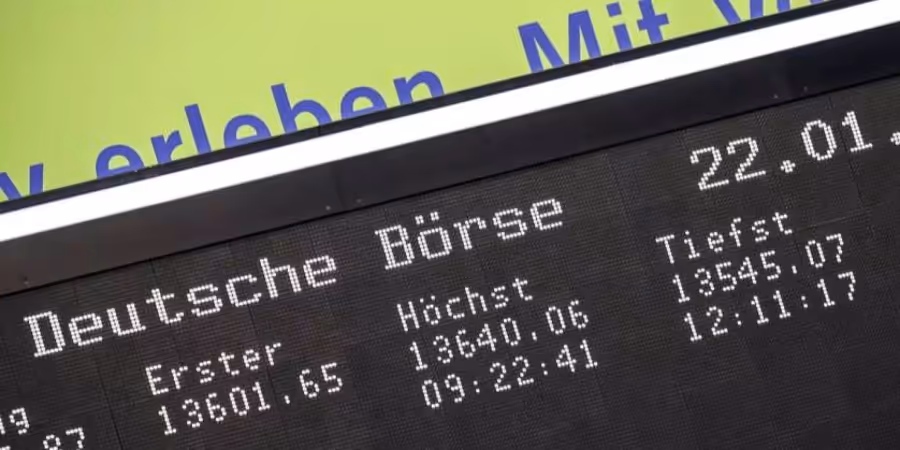 erleben. Mit
22.01.
Deutsche Börse
Erster Höchst Tiefst
13601.65 13640.06 13545.07
09:22:41 12:11:17